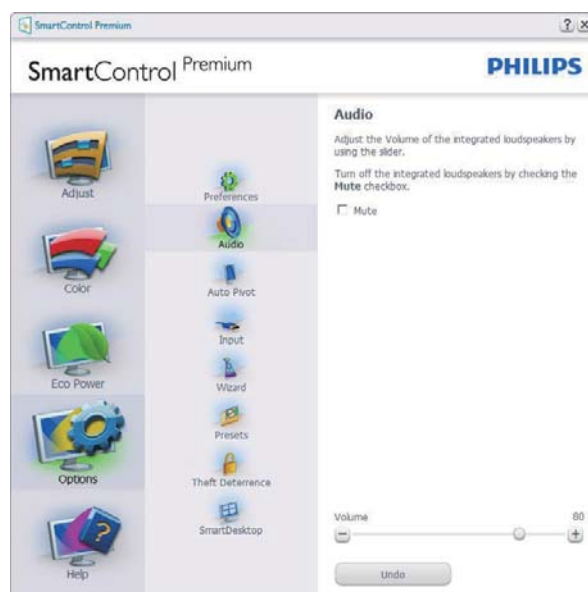 SmartControl Premium
SmartControl Premium
PHILIPS
Adjust
Color
Eco Power
Options
Help
Preferences
Audio
Auto Pivot
Input
Wizard
Presets
Theft Deterrence
SmartDesktop
Audio
Adjust the Volume of the integrated loudspeakers by
using the slider.
Turn off the integrated loudspeakers by checking the
Mute checkbox.
Mute
Volume 80
Undo